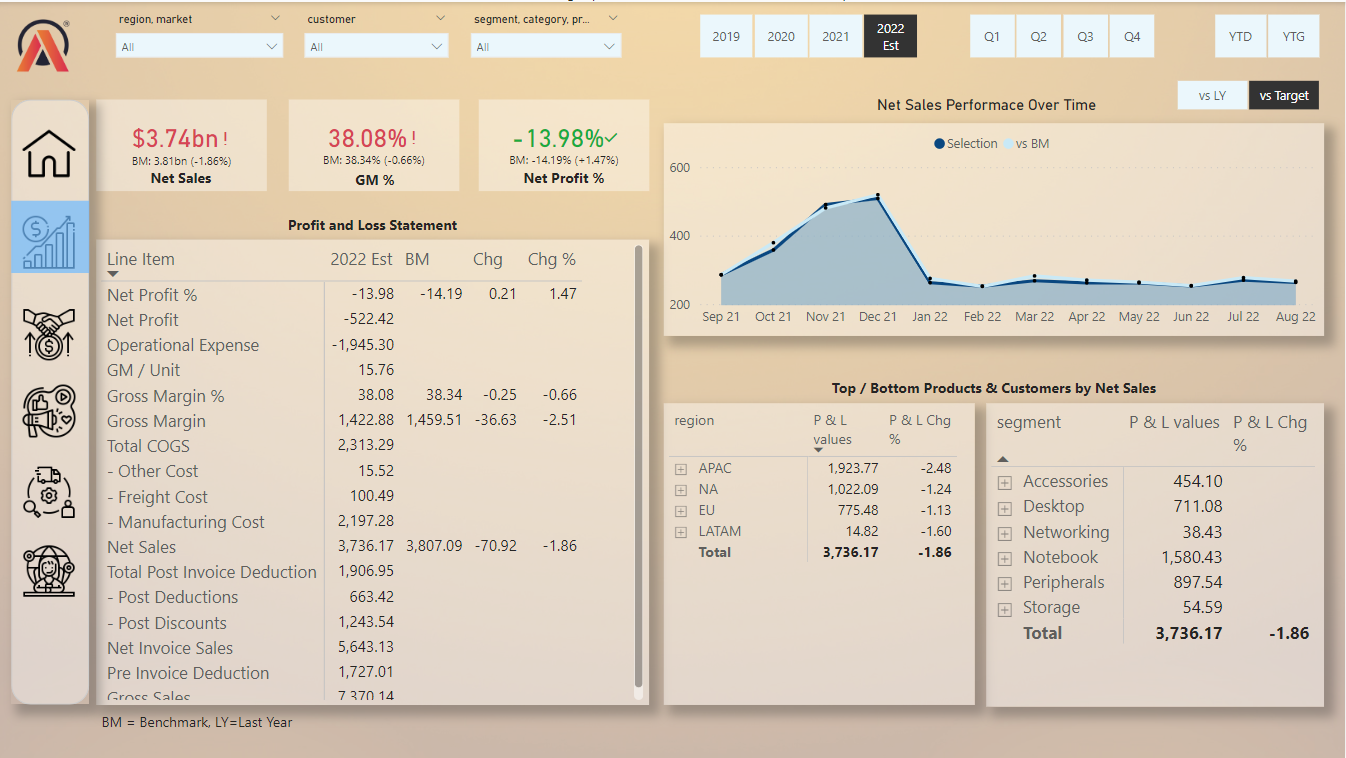 region, market
customer
segment, category, pr...
All
All
All
2019
2020
2021
2022 Est
Q1
Q2
Q3
Q4
YTD
YTG
vs LY
vs Target
$3.74bn !
BM: 3.81bn (-1.86%)
Net Sales
38.08% !
BM: 38.34% (-0.66%)
GM %
-13.98%
BM: -14.19% (+1.47%)
Net Profit %
Net Sales Performace Over Time
Selection vs BM
600
400
200
Sep 21 Oct 21 Nov 21 Dec 21 Jan 22 Feb 22 Mar 22 Apr 22 May 22 Jun 22 Jul 22 Aug 22
Profit and Loss Statement
Line Item 2022 Est BM Chg Chg %
Net Profit % -13.98 -14.19 0.21 1.47
Net Profit -522.42
Operational Expense -1,945.30
GM / Unit 15.76
Gross Margin % 38.08 38.34 -0.25 -0.66
Gross Margin 1,422.88 1,459.51 -36.63 -2.51
Total COGS 2,313.29
- Other Cost 15.52
- Freight Cost 100.49
- Manufacturing Cost 2,197.28
Net Sales 3,736.17 3,807.09 -70.92 -1.86
Total Post Invoice Deduction 1,906.95
- Post Deductions 663.42
- Post Discounts 1,243.54
Net Invoice Sales 5,643.13
Pre Invoice Deduction 1,727.01
Gross Sales 7,370.14
BM = Benchmark, LY=Last Year
Top / Bottom Products & Customers by Net Sales
region P & L values P & L Chg %
APAC 1,923.77 -2.48
NA 1,022.09 -1.24
EU 775.48 -1.13
LATAM 14.82 -1.60
Total 3,736.17 -1.86
segment P & L values P & L Chg %
Accessories 454.10
Desktop 711.08
Networking 38.43
Notebook 1,580.43
Peripherals 897.54
Storage 54.59
Total 3,736.17 -1.86